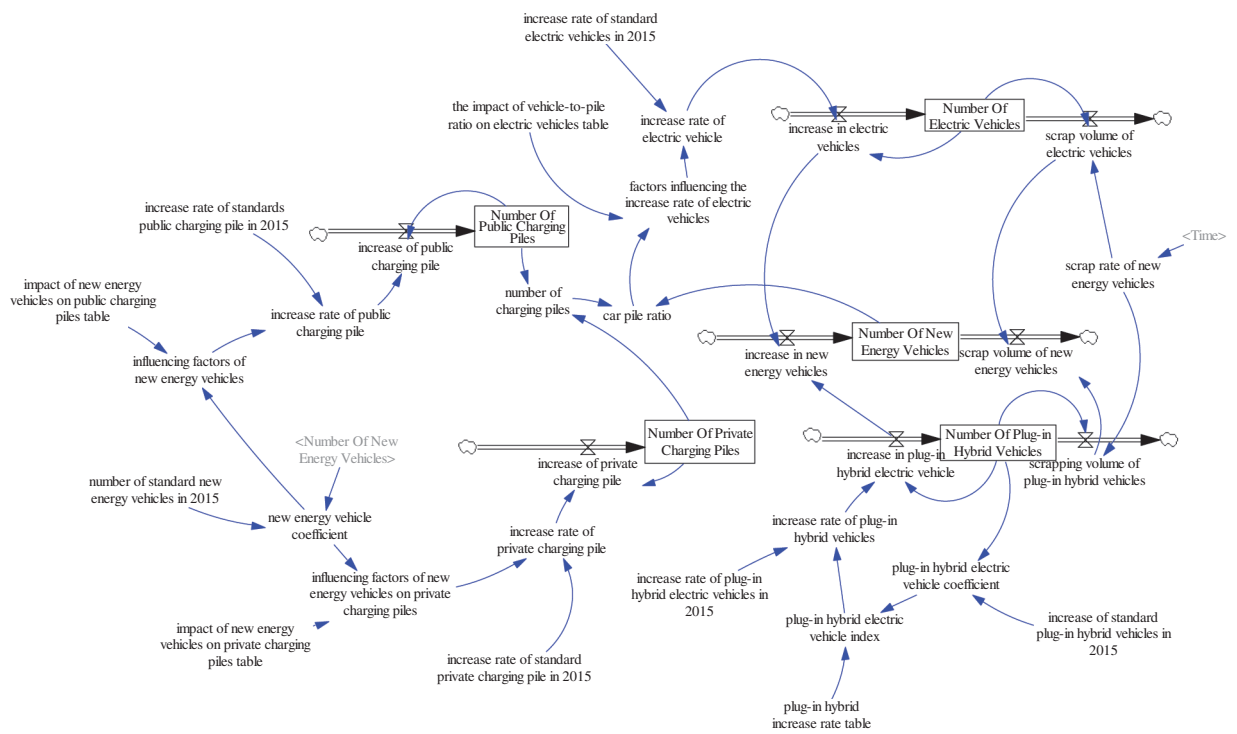 increase rate of standard
electric vehicles in 2015
the impact of vehicle-to-pile
ratio on electric vehicles table
increase rate of
electric vehicle
increase in electric
vehicles
Number Of
Electric Vehicles
scrap volume of
electric vehicles
factors influencing the
increase rate of electric
vehicles
increase rate of standards
public charging pile in 2015
Number Of
Public Charging
Piles
increase of public
charging pile
<Time>
scrap rate of new
energy vehicles
impact of new energy
vehicles on public charging
piles table
number of
charging piles
car pile ratio
increase rate of public
charging pile
Number Of New
Energy Vehicles
increase in new
energy vehicles
scrap volume of new
energy vehicles
influencing factors of
new energy vehicles
<Number Of New
Energy Vehicles>
Number Of Private
Charging Piles
increase of private
charging pile
Number Of Plug-in
Hybrid Vehicles
increase in plug-in
hybrid electric vehicle
scrapping volume of
plug-in hybrid vehicles
number of standard new
energy vehicles in 2015
new energy vehicle
coefficient
increase rate of
private charging pile
increase rate of plug-in
hybrid vehicles
influencing factors of new
energy vehicles on private
charging piles
increase rate of plug-in
hybrid electric vehicles in
2015
plug-in hybrid electric
vehicle coefficient
impact of new energy
vehicles on private charging
piles table
plug-in hybrid electric
vehicle index
increase of standard
plug-in hybrid vehicles in
2015
increase rate of standard
private charging pile in 2015
plug-in hybrid
increase rate table